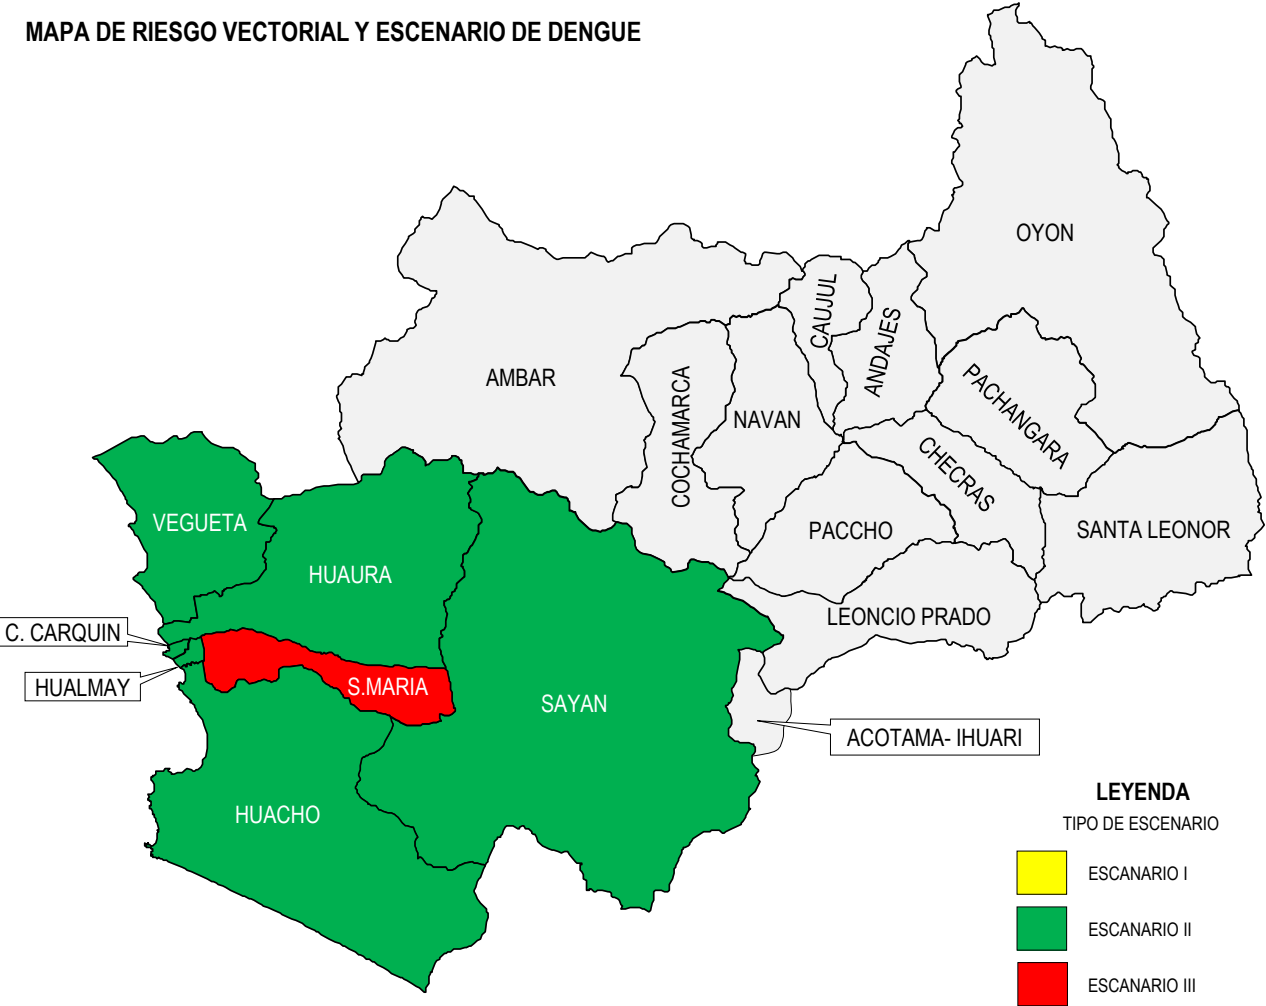 MAPA DE RIESGO VECTORIAL Y ESCENARIO DE DENGUE
OYON
CAUJUL
ANDAJES
AMBAR
COCHAMARCA
NAVAN
PACHANGARA
CHECRAS
VEGUETA
PACCHO
SANTA LEONOR
HUAURA
LEONCIO PRADO
C. CARQUIN
HUALMAY
S.MARIA
SAYAN
ACOTAMA- IHUARI
HUACHO
LEYENDA
TIPO DE ESCENARIO
ESCANARIO I
ESCANARIO II
ESCANARIO III